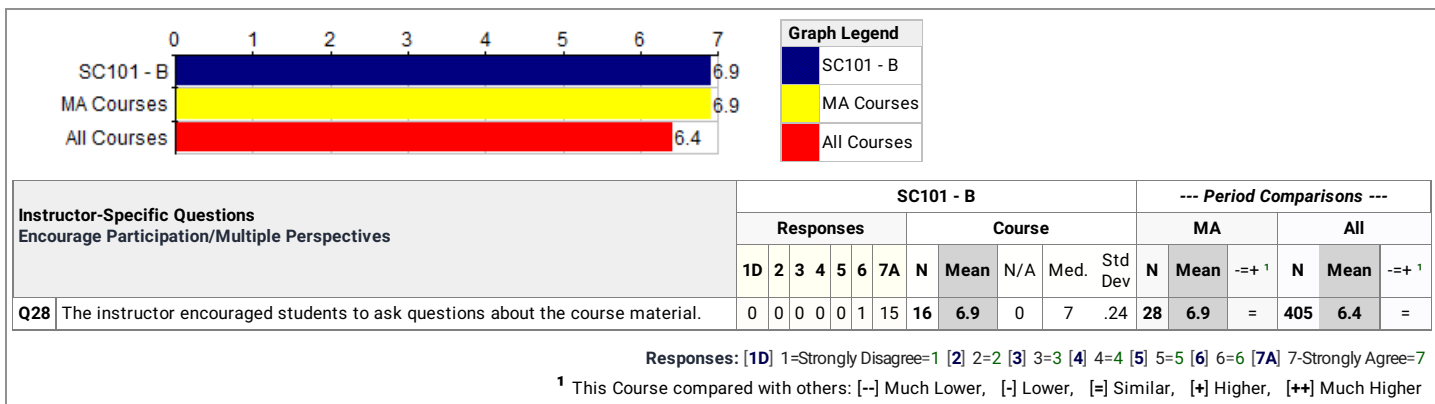 0 1 2 3 4 5 6 7
SC101 - B 6.9
MA Courses 6.9
All Courses 6.4
Graph Legend
SC101 - B
MA Courses
All Courses
Instructor-Specific Questions
Encourage Participation/Multiple Perspectives
SC101 - B --- Period Comparisons ---
Responses Course MA All
1D 2 3 4 5 6 7A N Mean N/A Med. Std Dev N Mean -=+ ¹ N Mean -=+ ¹
Q28 The instructor encouraged students to ask questions about the course material. 0 0 0 0 0 1 15 16 6.9 0 7 .24 28 6.9 = 405 6.4 =
Responses: [1D] 1=Strongly Disagree=1 [2] 2=2 [3] 3=3 [4] 4=4 [5] 5=5 [6] 6=6 [7A] 7-Strongly Agree=7
¹ This Course compared with others: [--] Much Lower, [-] Lower, [=] Similar, [+] Higher, [++] Much Higher